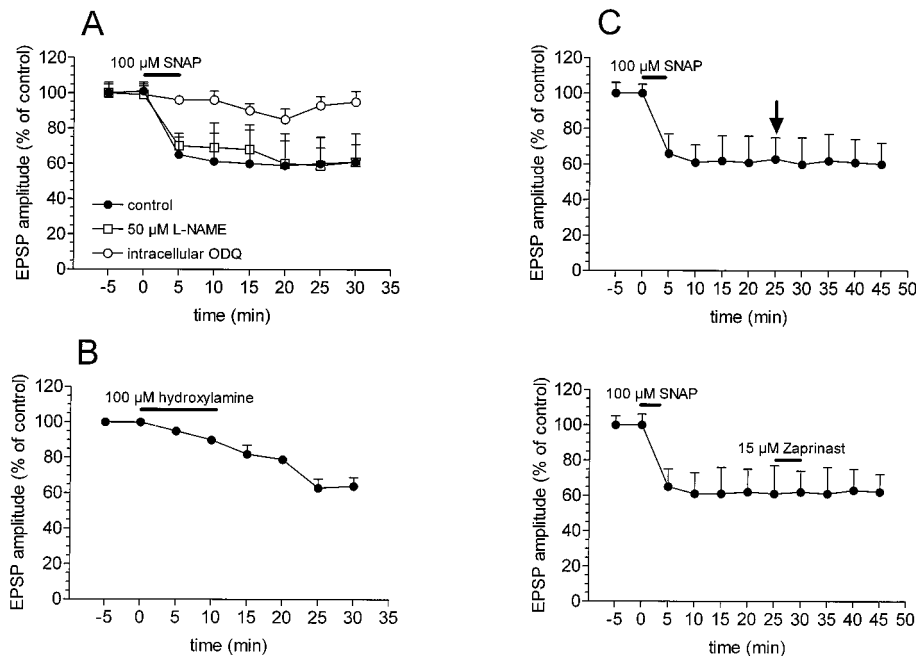 A
100 µM SNAP
EPSP amplitude (% of control)
120
100
80
60
40
20
0
control
50 µM L-NAME
intracellular ODQ
-5 0 5 10 15 20 25 30 35
time (min)
B
100 µM hydroxylamine
EPSP amplitude (% of control)
120
100
80
60
40
20
0
-5 0 5 10 15 20 25 30 35
time (min)
C
100 µM SNAP
EPSP amplitude (% of control)
120
100
80
60
40
20
0
-5 0 5 10 15 20 25 30 35 40 45 50
time (min)
100 µM SNAP
15 µM Zaprinast
EPSP amplitude (% of control)
120
100
80
60
40
20
0
-5 0 5 10 15 20 25 30 35 40 45 50
time (min)